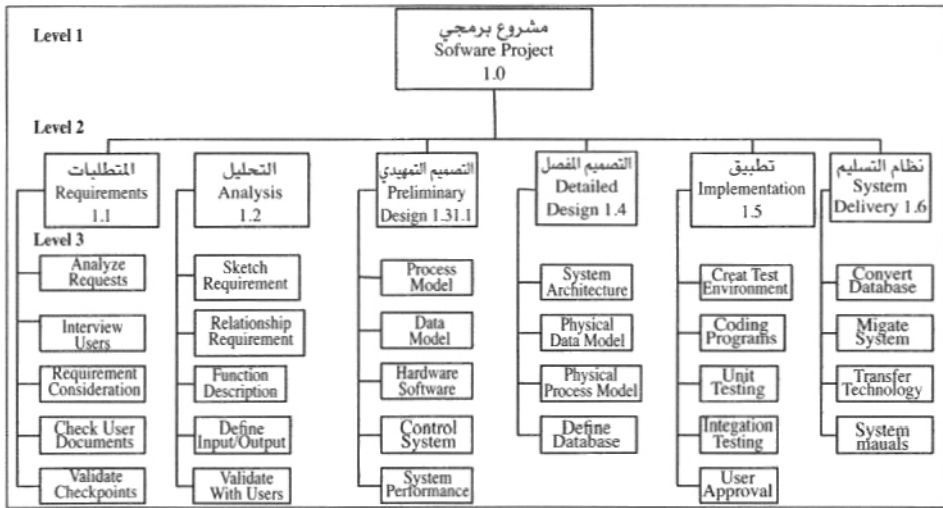 Level 1
مشروع برمجي
Sofware Project
1.0
Level 2
المتطلبات
Requirements
1.1
التحليل
Analysis
1.2
التصميم التمهيدي
Preliminary
Design 1.31.1
التصميم المفصل
Detailed
Design 1.4
تطبيق
Implementation
1.5
نظام التسليم
System
Delivery 1.6
Level 3
Analyze
Requests
Interview
Users
Requirement
Consideration
Check User
Documents
Validate
Checkpoints
Sketch
Requirement
Relationship
Requirement
Function
Description
Define
Input/Output
Validate
With Users
Process
Model
Data
Model
Hardware
Software
Control
System
System
Performance
System
Architecture
Physical
Data Model
Physical
Process Model
Define
Database
Creat Test
Environment
Coding
Programs
Unit
Testing
Integation
Testing
User
Approval
Convert
Database
Migate
System
Transfer
Technology
System
mauals